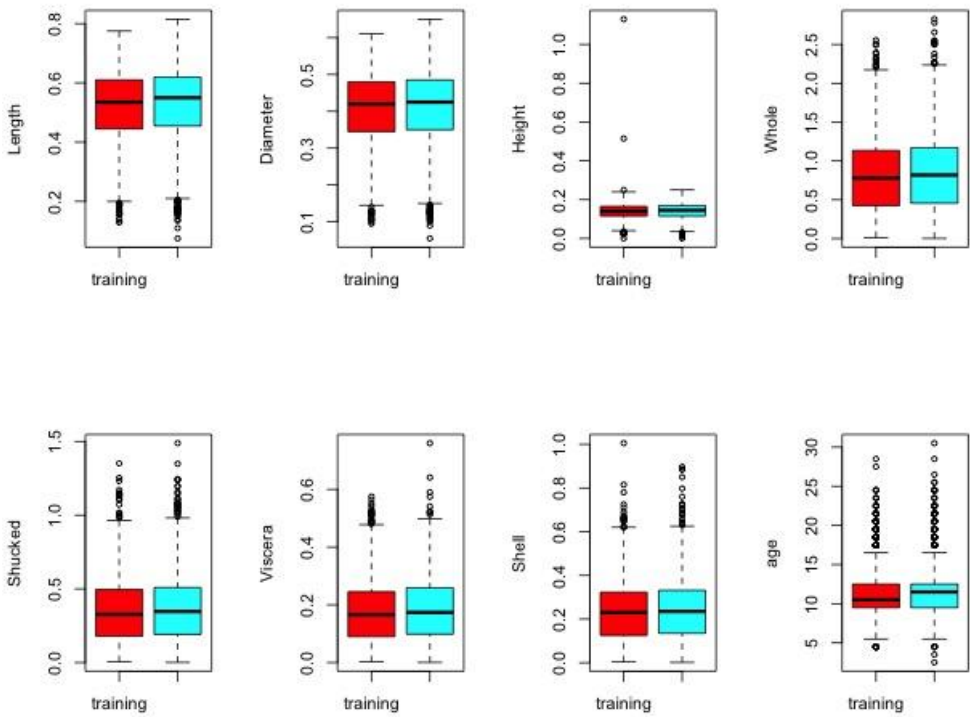 Length
0.2 0.4 0.6 0.8
training
Diameter
0.1 0.3 0.5
training
Height
0.0 0.2 0.4 0.6 0.8 1.0
training
Whole
0.0 0.5 1.0 1.5 2.0 2.5
training
Shucked
0.0 0.5 1.0 1.5
training
Viscera
0.0 0.2 0.4 0.6
training
Shell
0.0 0.2 0.4 0.6 0.8 1.0
training
age
5 10 15 20 25 30
training